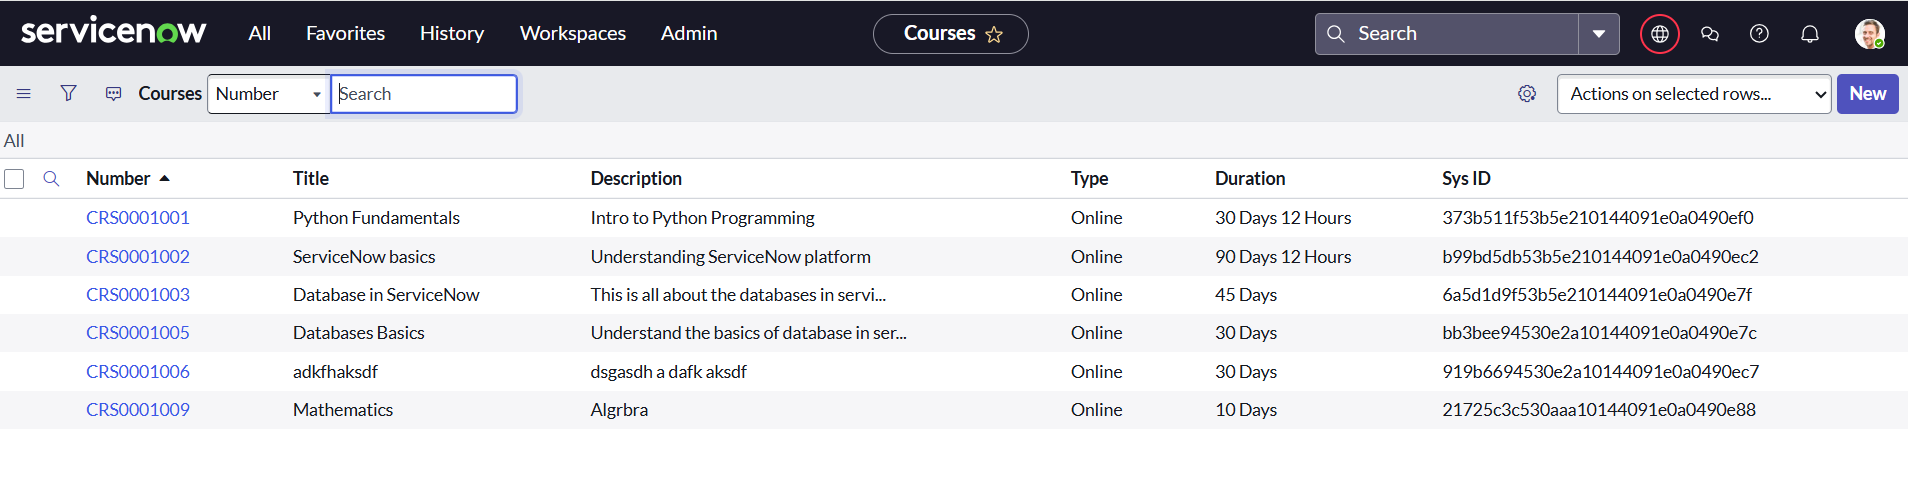 servicenow All Favorites History Workspaces Admin Courses Search
Courses Number Search Actions on selected rows... New
All
Number Title Description Type Duration Sys ID
CRS0001001 Python Fundamentals Intro to Python Programming Online 30 Days 12 Hours 373b511f53b5e210144091e0a0490ef0
CRS0001002 ServiceNow basics Understanding ServiceNow platform Online 90 Days 12 Hours b99bd5db53b5e210144091e0a0490ec2
CRS0001003 Database in ServiceNow This is all about the databases in servi... Online 45 Days 6a5d1d9f53b5e210144091e0a0490e7f
CRS0001005 Databases Basics Understand the basics of database in ser... Online 30 Days bb3bee94530e2a10144091e0a0490e7c
CRS0001006 adkfhaksdf dsgasdh a dafk aksdf Online 30 Days 919b6694530e2a10144091e0a0490ec7
CRS0001009 Mathematics Algrbra Online 10 Days 21725c3c530aaa10144091e0a0490e88